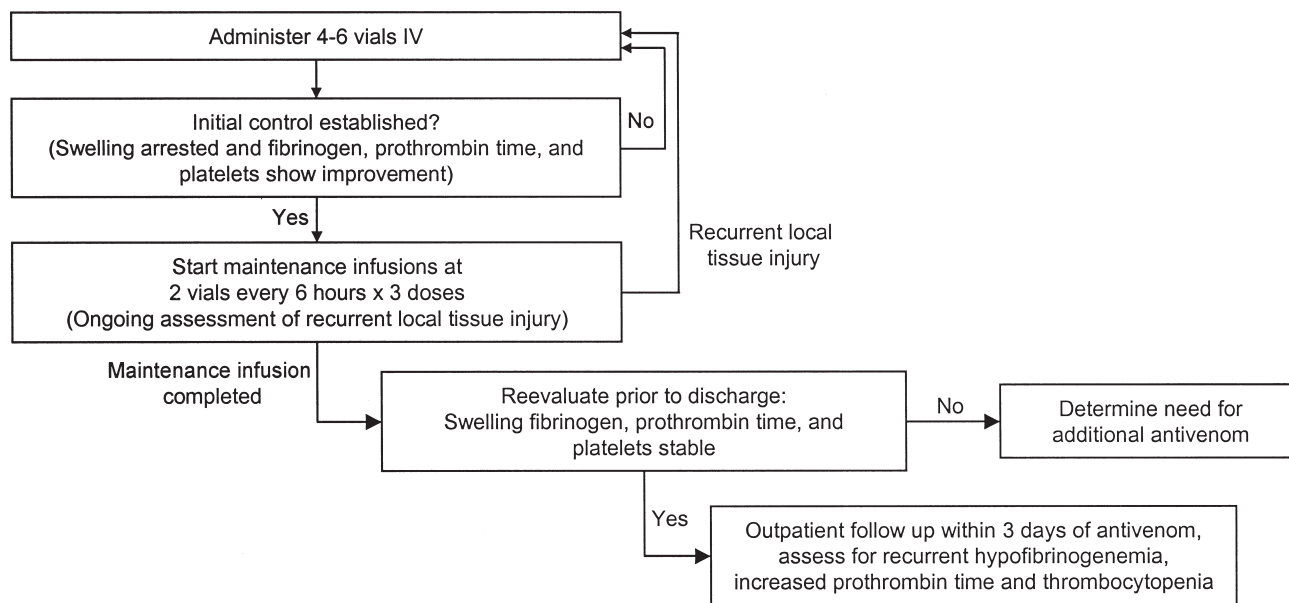 Administer 4-6 vials IV
Initial control established?
(Swelling arrested and fibrinogen, prothrombin time, and
platelets show improvement)
No
Yes
Start maintenance infusions at
2 vials every 6 hours x 3 doses
(Ongoing assessment of recurrent local tissue injury)
Recurrent local
tissue injury
Maintenance infusion
completed
Reevaluate prior to discharge:
Swelling fibrinogen, prothrombin time, and
platelets stable
No
Determine need for
additional antivenom
Yes
Outpatient follow up within 3 days of antivenom,
assess for recurrent hypofibrinogenemia,
increased prothrombin time and thrombocytopenia